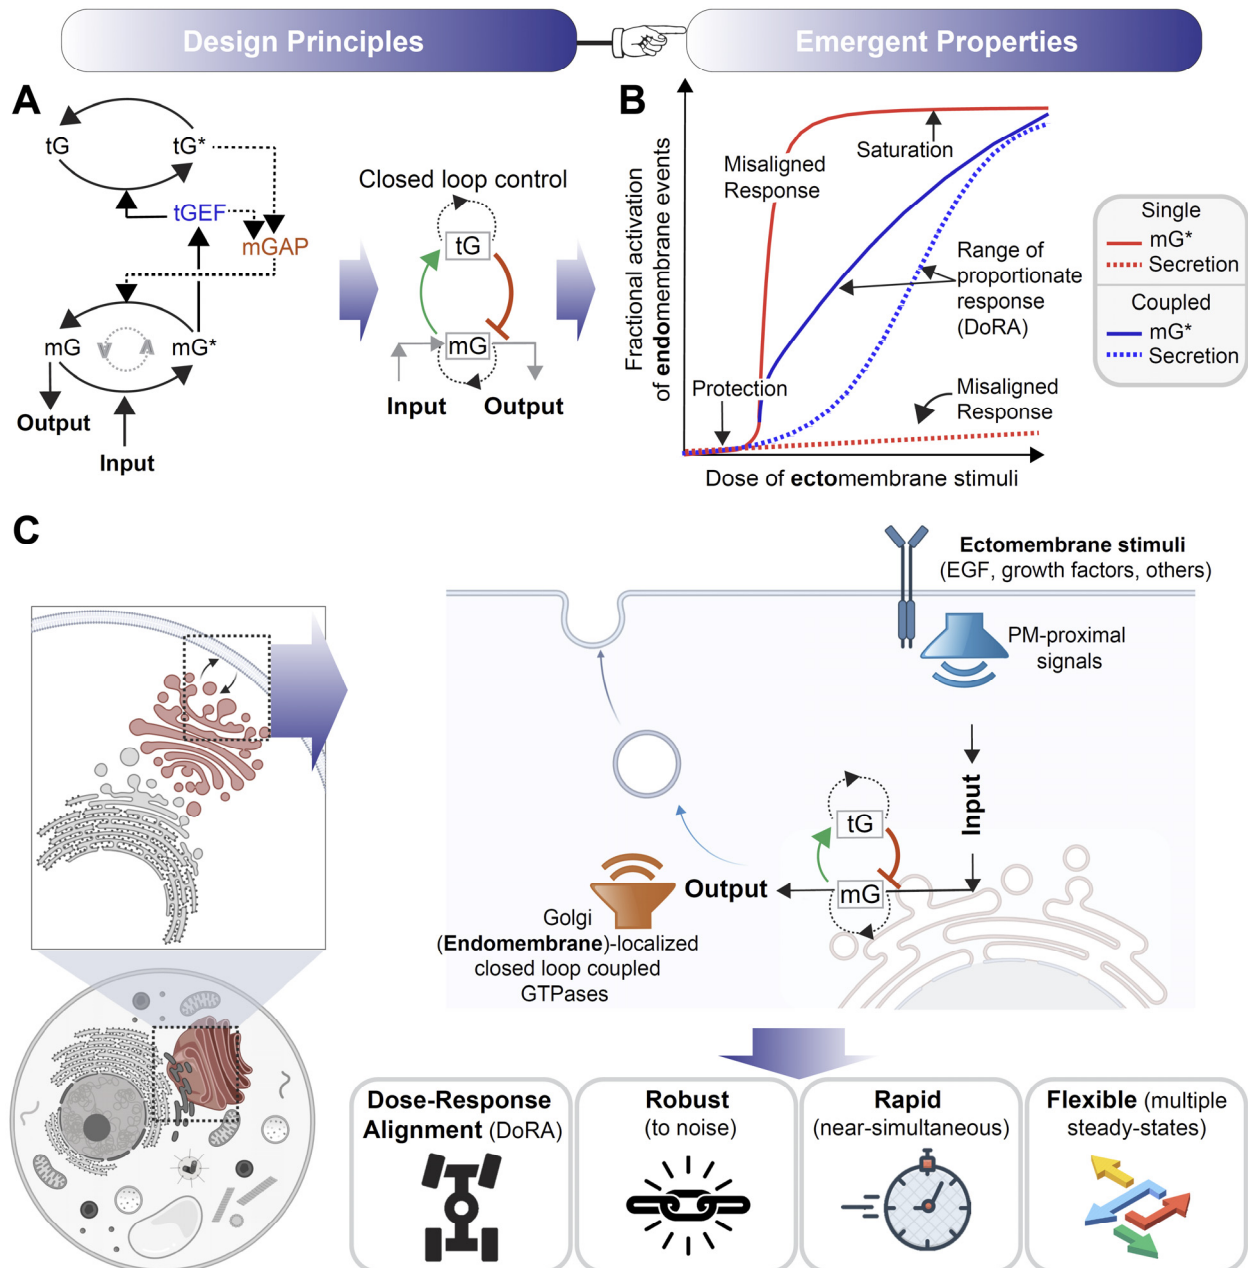 Design Principles
Emergent Properties
A
tG
tG*
tGEF
mGAP
mG
mG*
Output
Input
Closed loop control
tG
mG
Input
Output
B
Fractional activation
of endomembrane events
Misaligned
Response
Saturation
Range of
proportionate
response
(DoRA)
Protection
Misaligned
Response
Dose of ectomembrane stimuli
Single
mG*
Secretion
Coupled
mG*
Secretion
C
Ectomembrane stimuli
(EGF, growth factors, others)
PM-proximal
signals
Input
tG
mG
Output
Golgi
(Endomembrane)-localized
closed loop coupled
GTPases
Dose-Response
Alignment (DoRA)
Robust
(to noise)
Rapid
(near-simultaneous)
Flexible (multiple
steady-states)